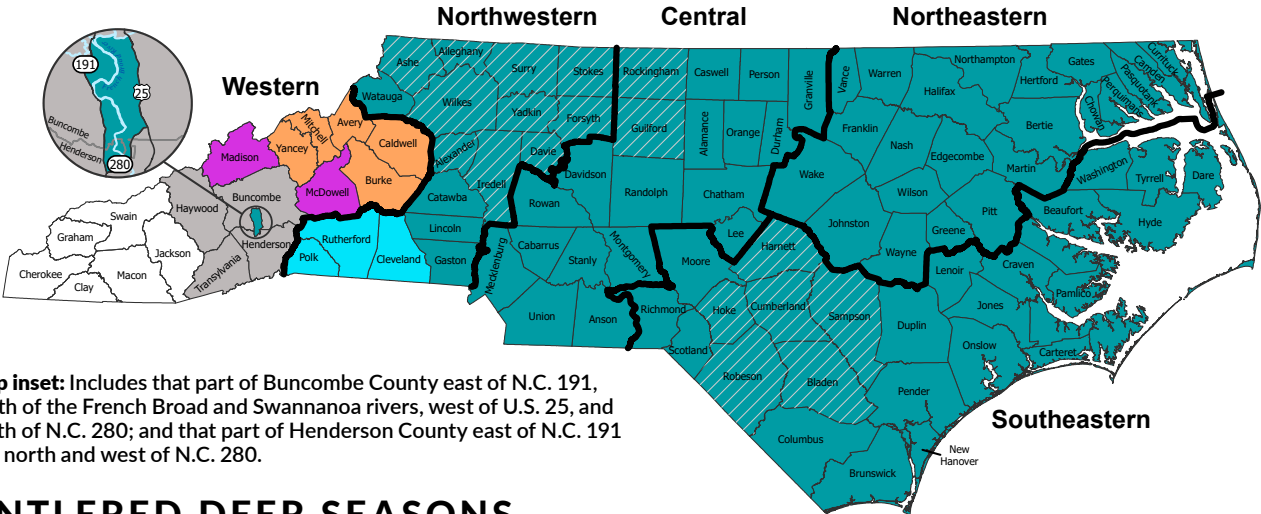 Northwestern
Central
Northeastern
Western
191
25
280
Buncombe
Henderson
Ashe
Alleghany
Surry
Stokes
Rockingham
Caswell
Person
Granville
Vance
Warren
Northampton
Gates
Currituck
Camden
Pasquotank
Perquimans
Chowan
Hertford
Halifax
Bertie
Watauga
Wilkes
Yadkin
Forsyth
Guilford
Alamance
Orange
Durham
Franklin
Nash
Edgecombe
Martin
Washington
Tyrrell
Dare
Mitchell
Avery
Yancey
Caldwell
Alexander
Davie
Iredell
Davidson
Madison
McDowell
Burke
Catawba
Rowan
Randolph
Chatham
Wake
Wilson
Pitt
Beaufort
Hyde
Buncombe
Haywood
Swain
Graham
Jackson
Cherokee
Macon
Clay
Henderson
Transylvania
Rutherford
Polk
Cleveland
Lincoln
Gaston
Mecklenburg
Cabarrus
Stanly
Montgomery
Moore
Lee
Harnett
Johnston
Greene
Wayne
Lenoir
Craven
Pamlico
Jones
Union
Anson
Richmond
Hoke
Cumberland
Sampson
Duplin
Onslow
Carteret
Scotland
Robeson
Bladen
Pender
Columbus
Brunswick
New
Hanover
Southeastern
p inset: Includes that part of Buncombe County east of N.C. 191,
th of the French Broad and Swannanoa rivers, west of U.S. 25, and
th of N.C. 280; and that part of Henderson County east of N.C. 191
north and west of N.C. 280.
NTLERED DEER SEASONS